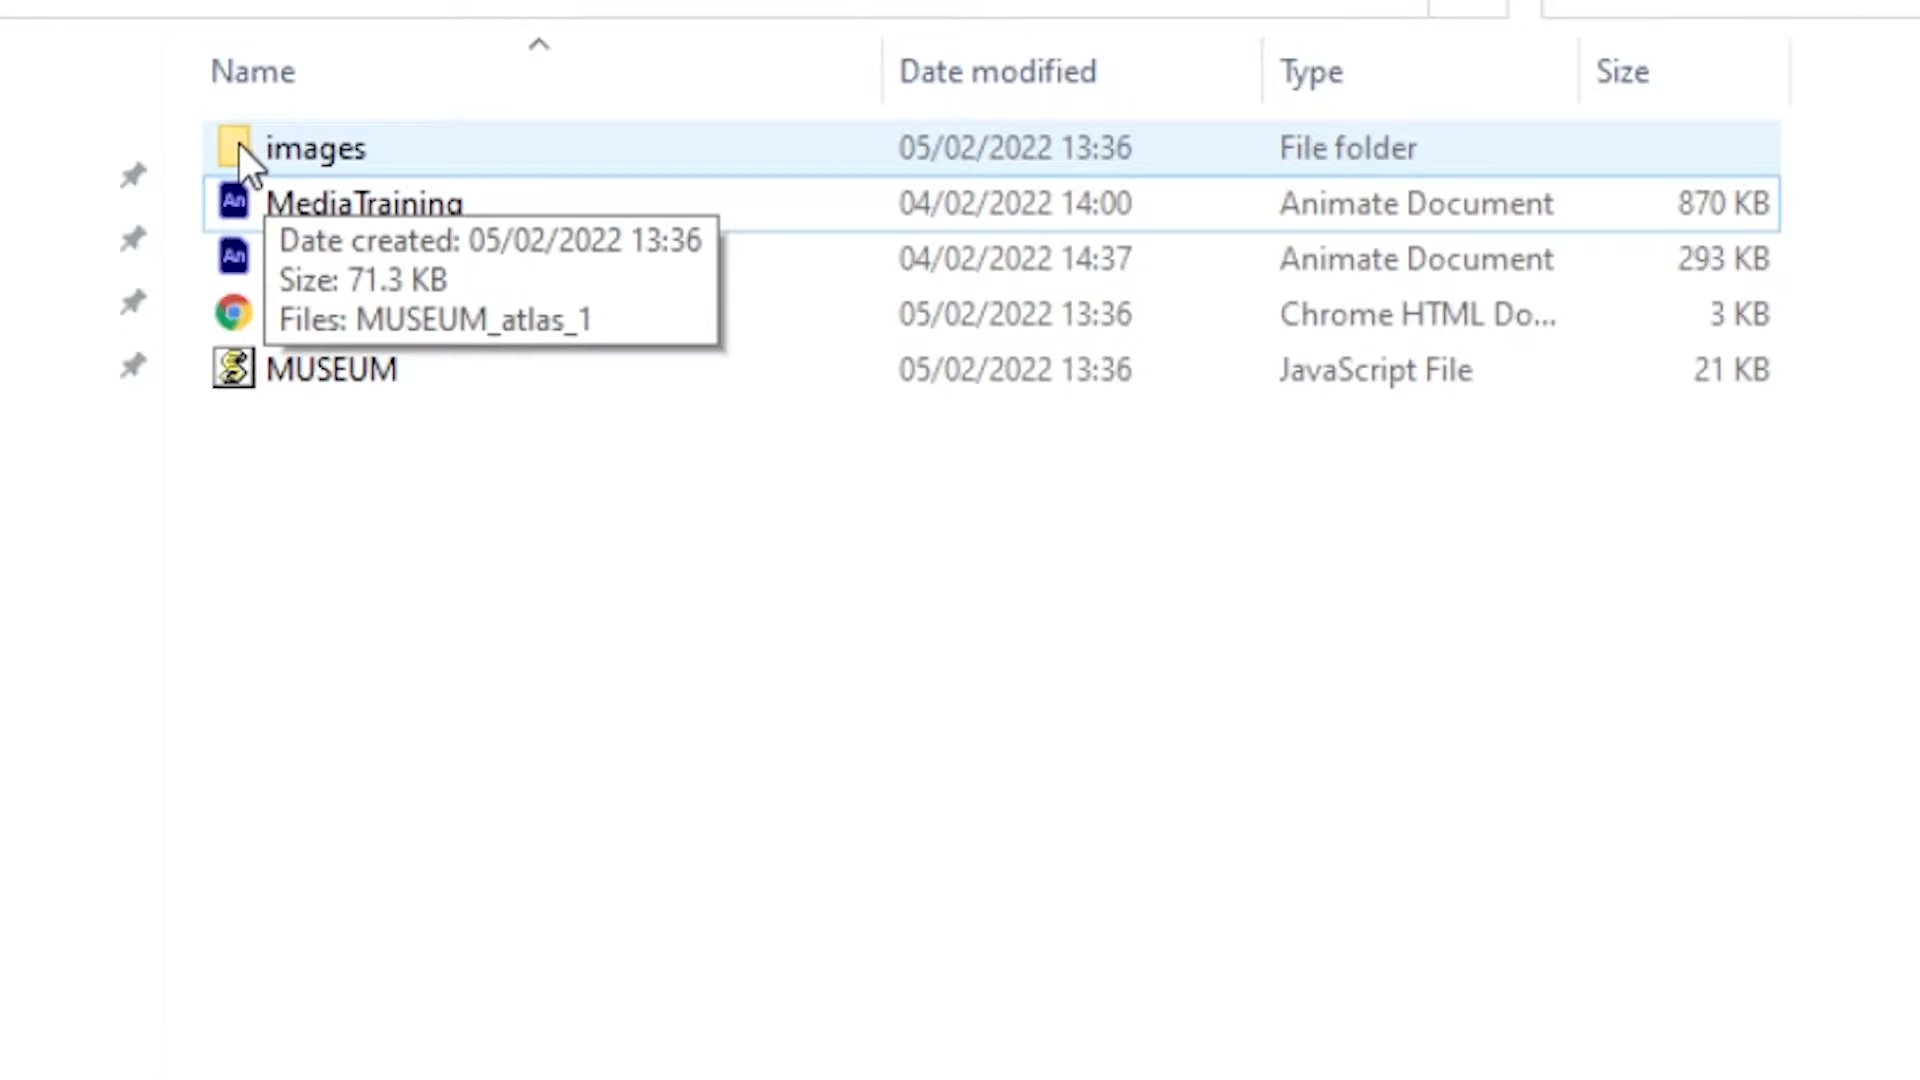 Name Date modified Type Size
images 05/02/2022 13:36 File folder
An MediaTraining 04/02/2022 14:00 Animate Document 870 KB
Date created: 05/02/2022 13:36
An 04/02/2022 14:37 Animate Document 293 KB
Size: 71.3 KB
Files: MUSEUM_atlas_1 05/02/2022 13:36 Chrome HTML Do... 3 KB
MUSEUM 05/02/2022 13:36 JavaScript File 21 KB